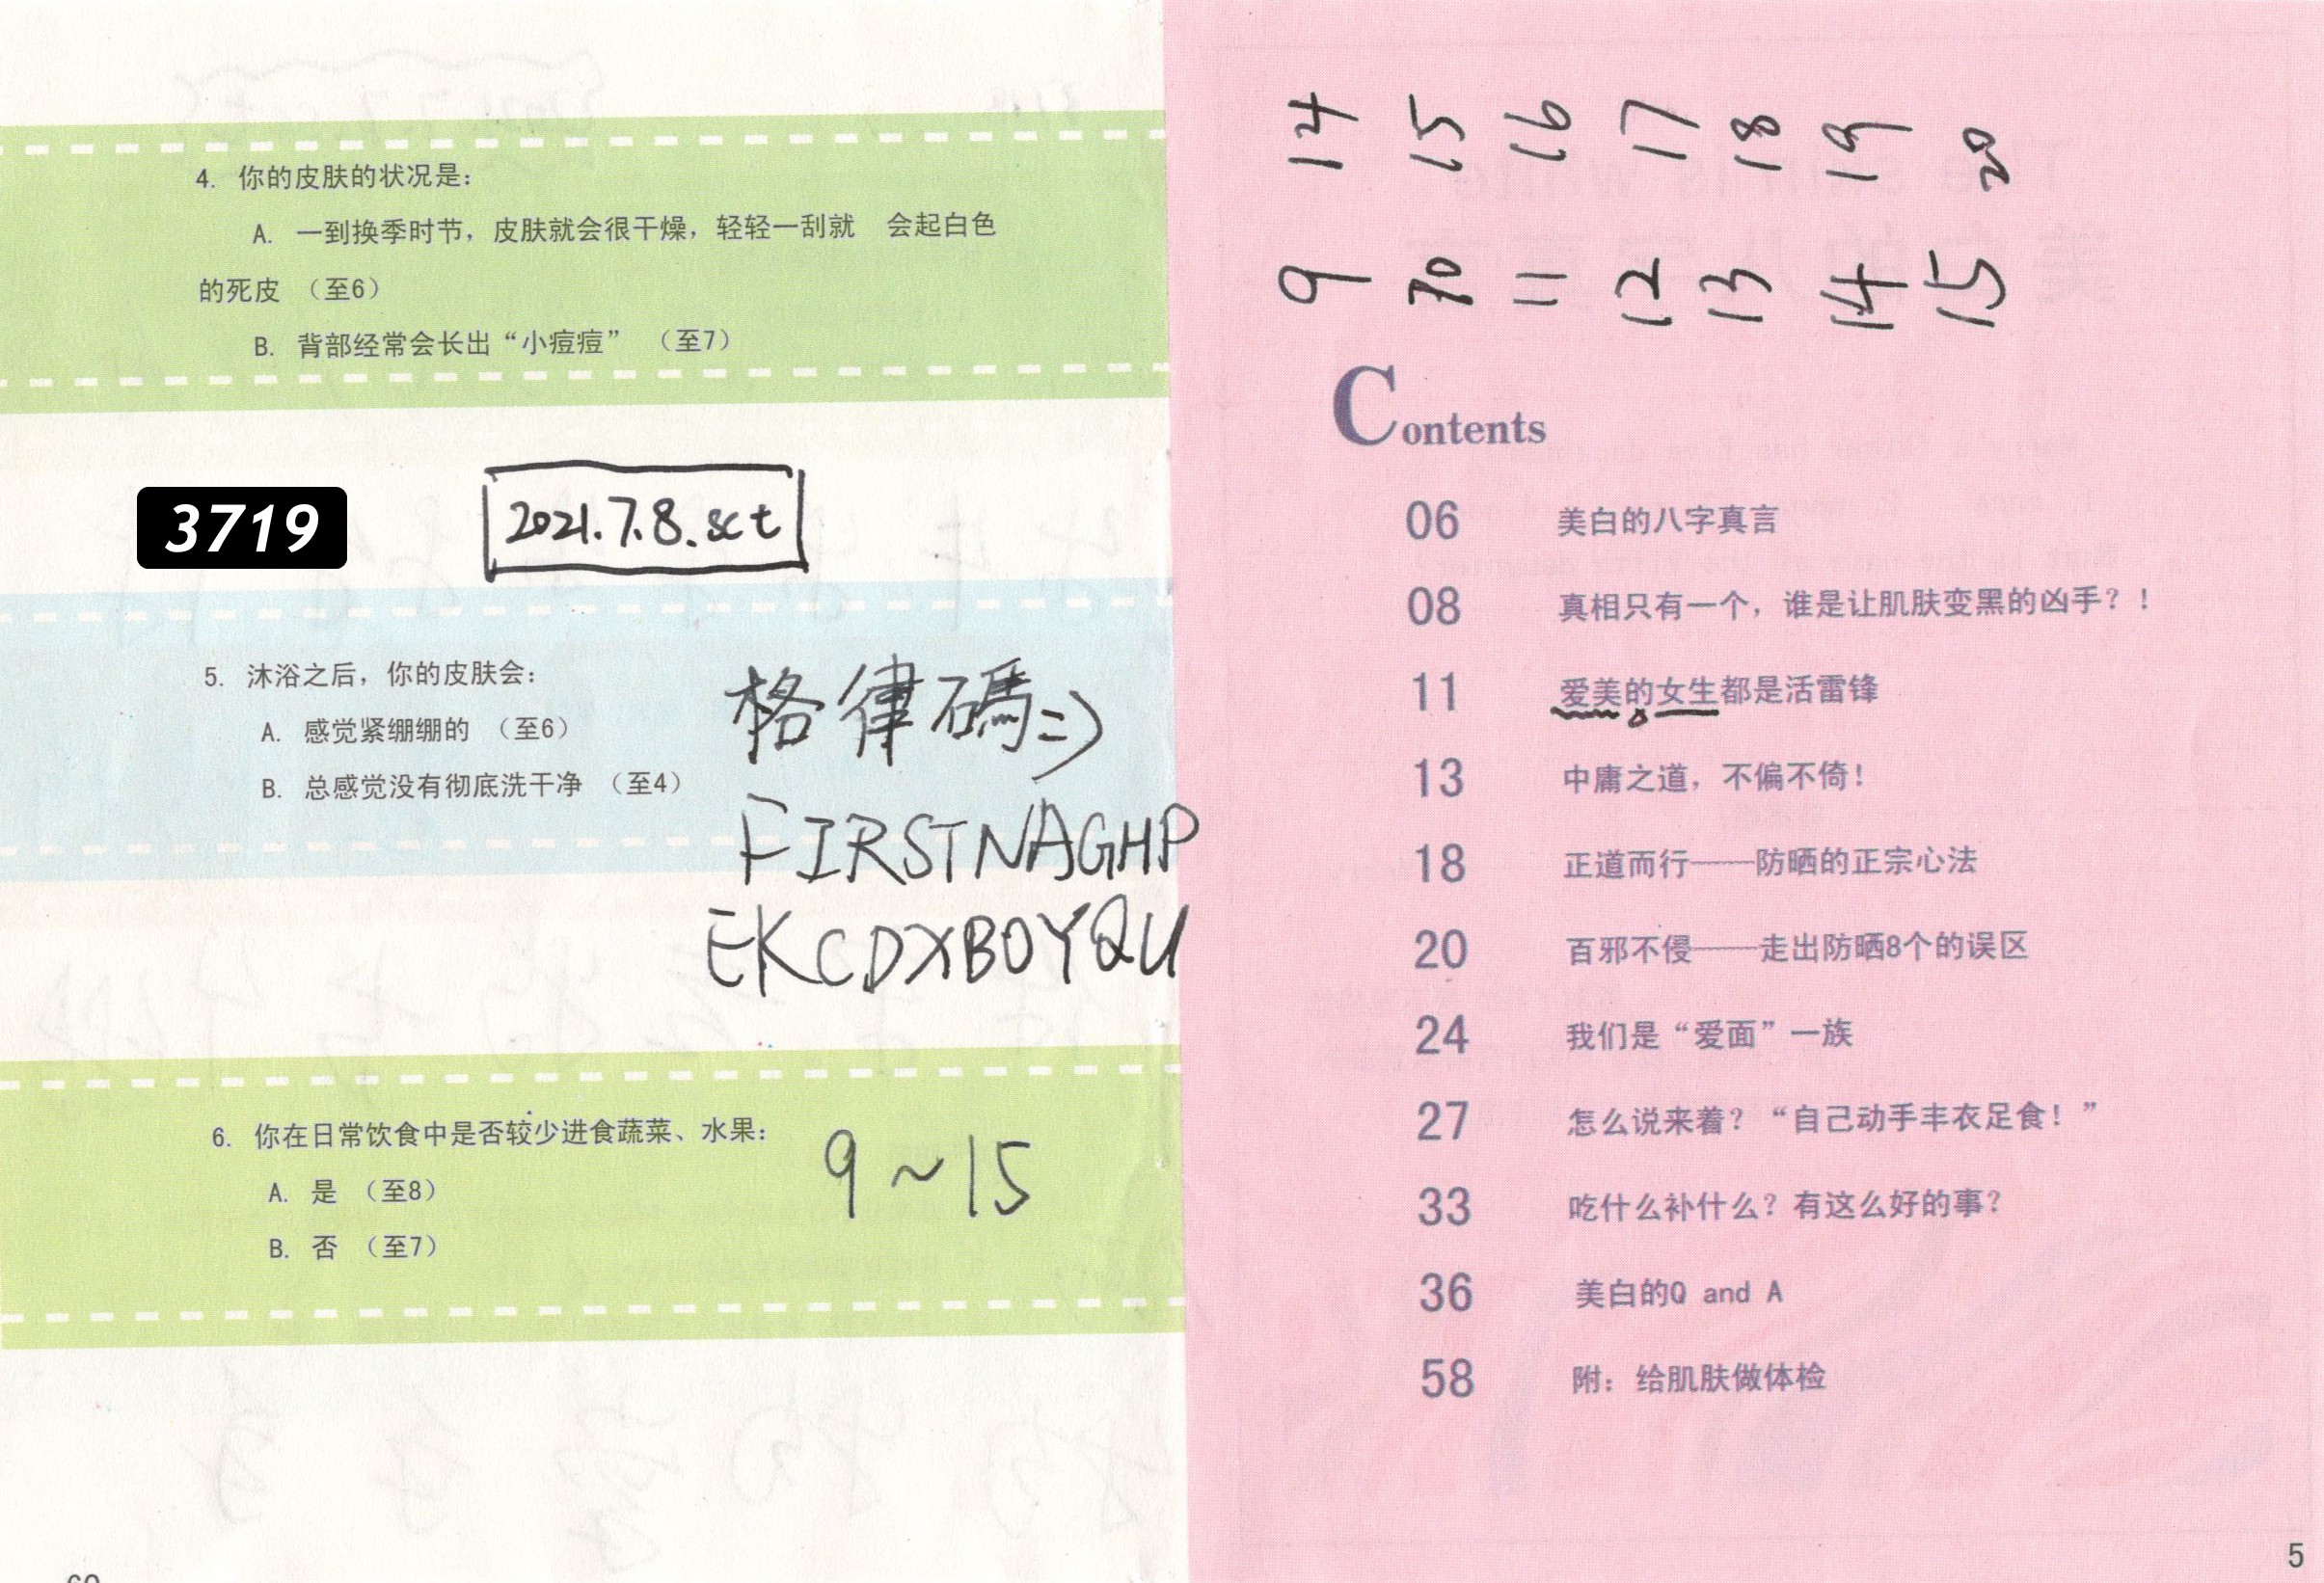 4. 你的皮肤的状况是：
A. 一到换季时节，皮肤就会很干燥，轻轻一刮就 会起白色
的死皮 （至6）
B. 背部经常会长出“小痘痘” （至7）
3719
2021.7.8.sct
5. 沐浴之后，你的皮肤会：
A. 感觉紧绷绷的 （至6）
B. 总感觉没有彻底洗干净 （至4）
格律碼=)
FIRSTNAGHP
EKCDXBOYQU
6. 你在日常饮食中是否较少进食蔬菜、水果：
A. 是 （至8）
B. 否 （至7）
9~15
14 15 16 17 18 19 20
9 10 11 12 13 14 15
Contents
06 美白的八字真言
08 真相只有一个，谁是让肌肤变黑的凶手？！
11 爱美的女生都是活雷锋
13 中庸之道，不偏不倚！
18 正道而行——防晒的正宗心法
20 百邪不侵——走出防晒8个的误区
24 我们是“爱面”一族
27 怎么说来着？“自己动手丰衣足食！”
33 吃什么补什么？有这么好的事？
36 美白的Q and A
58 附：给肌肤做体检
5